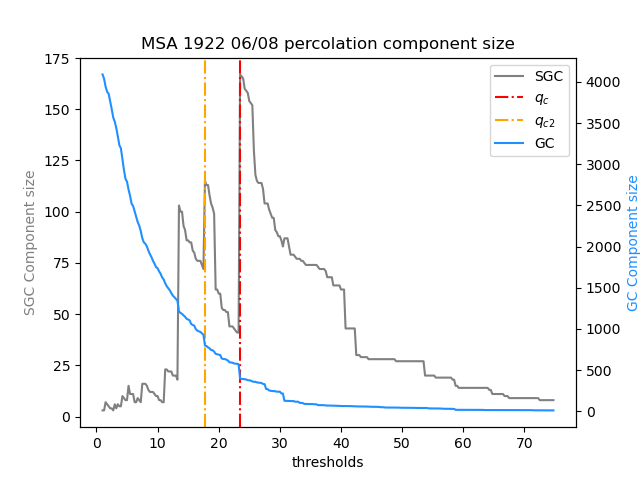 MSA 1922 06/08 percolation component size
SGC Component size
175
150
125
100
75
50
25
0
4000
3500
3000
2500
2000
1500
1000
500
0
GC Component size
SGC
q_c
q_c2
GC
0 10 20 30 40 50 60 70
thresholds